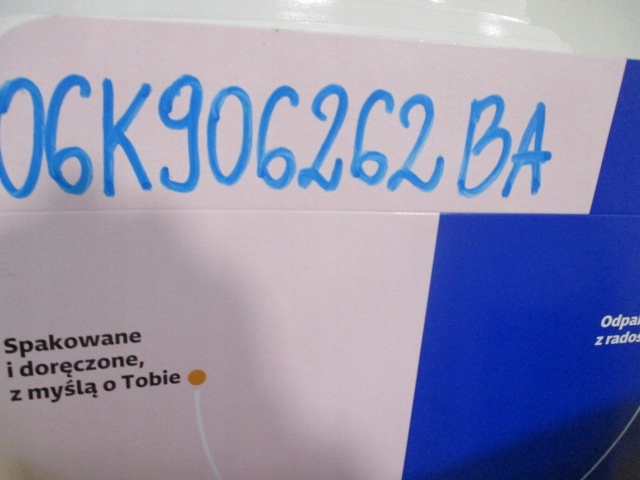 06K906262BA
Spakowane
i doręczone,
z myślą o Tobie